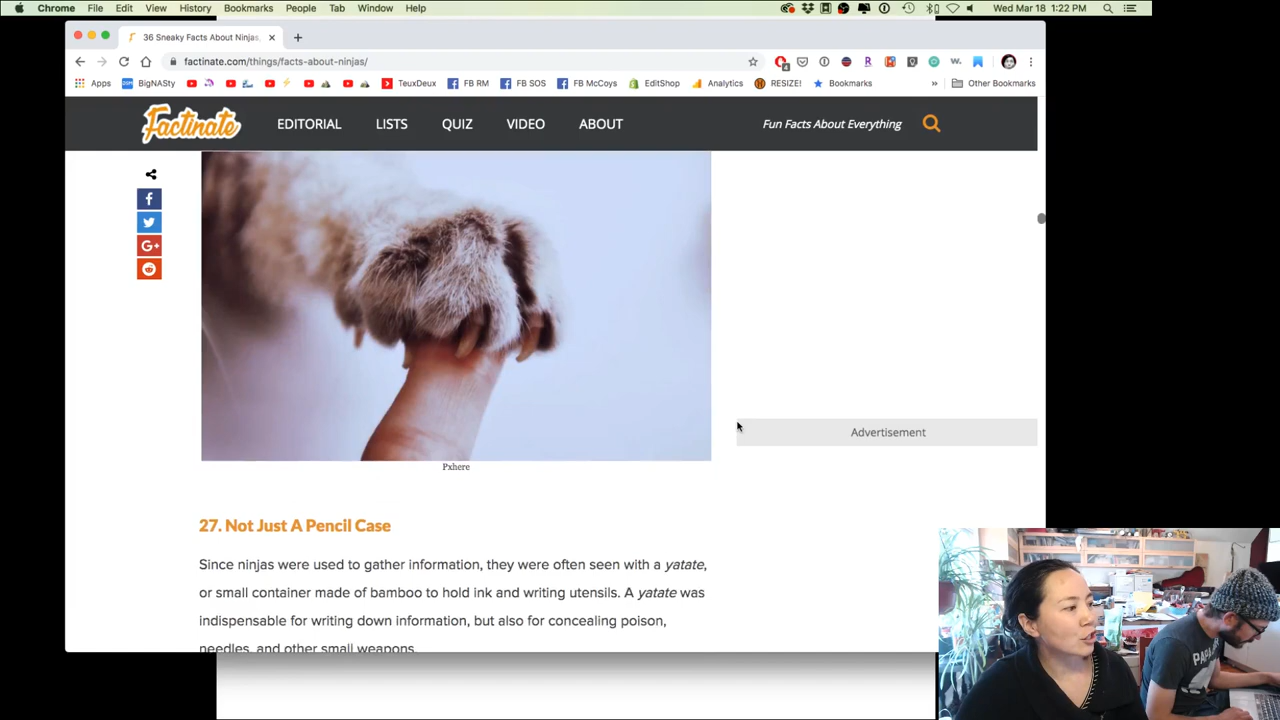 Chrome File Edit View History Bookmarks People Tab Window Help Wed Mar 18 1:22 PM
36 Sneaky Facts About Ninjas,
factinate.com/things/facts-about-ninjas/
4 R w.
Apps BigNASty TeuxDeux FB RM FB SOS FB McCoys EditShop Analytics RESIZE! Bookmarks » Other Bookmarks
Factinate EDITORIAL LISTS QUIZ VIDEO ABOUT Fun Facts About Everything
Advertisement
Pxhere
27. Not Just A Pencil Case
Since ninjas were used to gather information, they were often seen with a yatate,
or small container made of bamboo to hold ink and writing utensils. A yatate was
indispensable for writing down information, but also for concealing poison,
needles, and other small weapons.